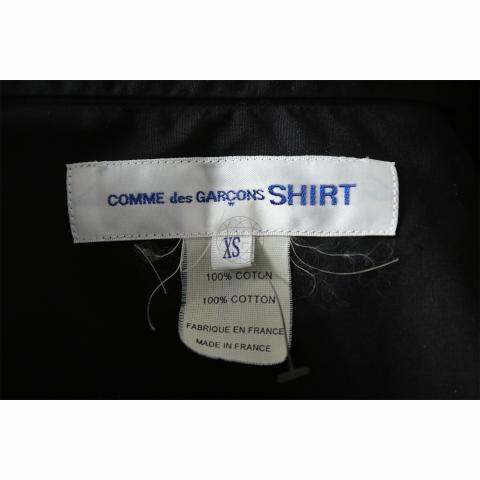 COMME des GARÇONS SHIRT
XS
100% COTON
100% COTTON
FABRIQUE EN FRANCE
MADE IN FRANCE